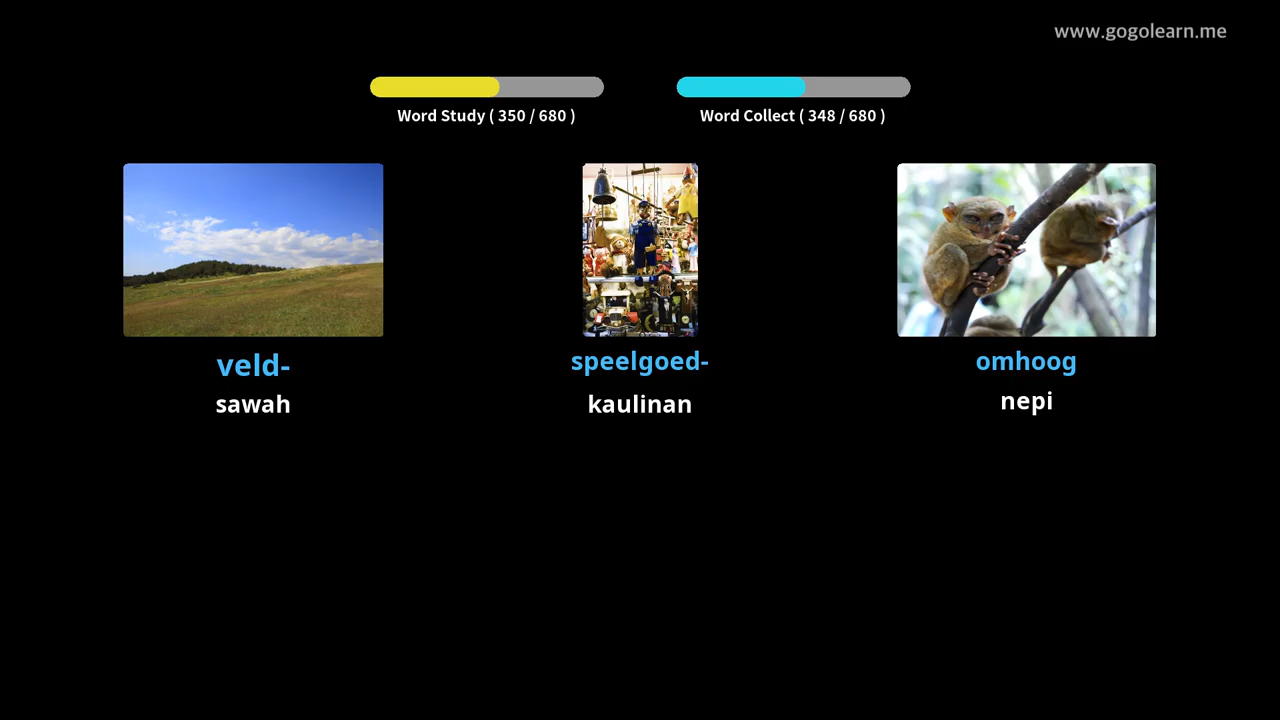 www.gogolearn.me
Word Study ( 350 / 680 )
Word Collect ( 348 / 680 )
veld-
sawah
speelgoed-
kaulinan
omhoog
nepi